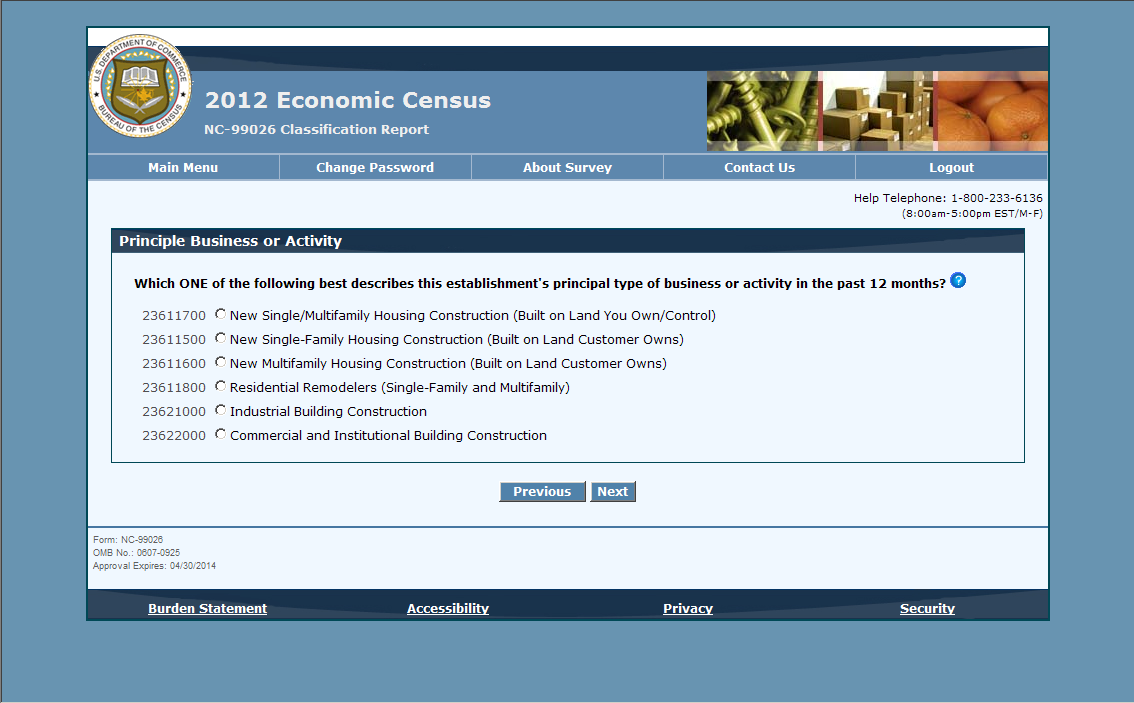 U.S. DEPARTMENT OF COMMERCE
BUREAU OF THE CENSUS
2012 Economic Census
NC-99026 Classification Report
Main Menu Change Password About Survey Contact Us Logout
Help Telephone: 1-800-233-6136
(8:00am-5:00pm EST/M-F)
Principle Business or Activity
Which ONE of the following best describes this establishment's principal type of business or activity in the past 12 months? ?
23611700 New Single/Multifamily Housing Construction (Built on Land You Own/Control)
23611500 New Single-Family Housing Construction (Built on Land Customer Owns)
23611600 New Multifamily Housing Construction (Built on Land Customer Owns)
23611800 Residential Remodelers (Single-Family and Multifamily)
23621000 Industrial Building Construction
23622000 Commercial and Institutional Building Construction
Previous Next
Form: NC-99026
OMB No.: 0607-0925
Approval Expires: 04/30/2014
Burden Statement Accessibility Privacy Security